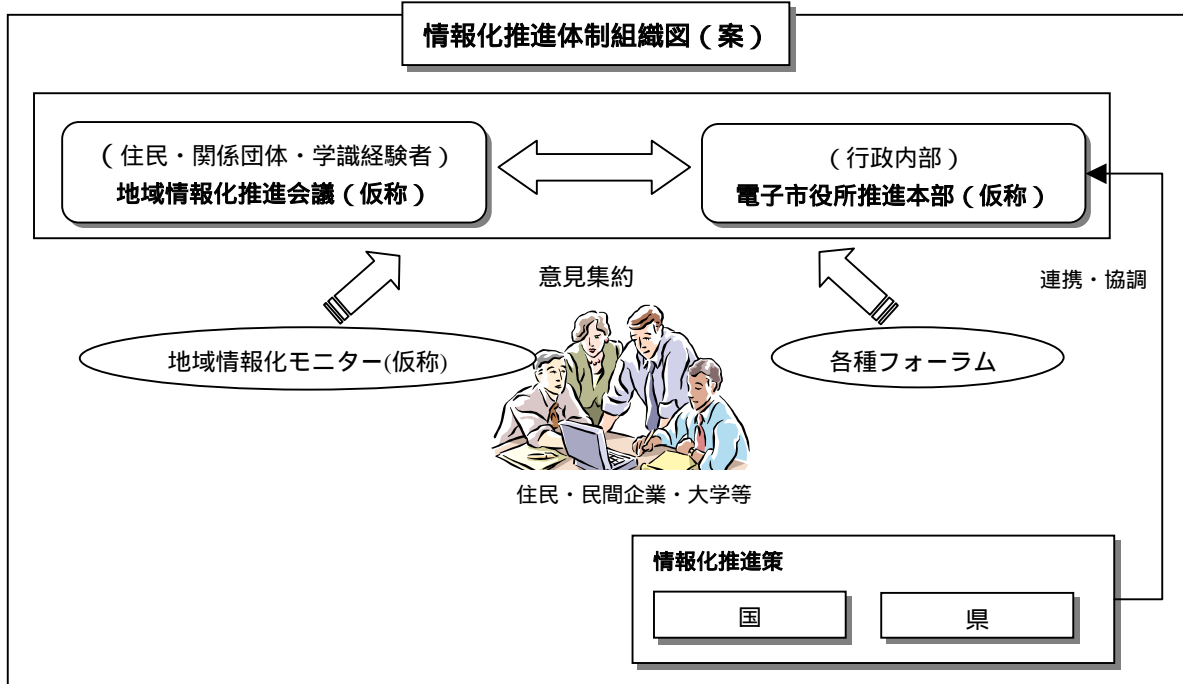 情報化推進体制組織図（案）
（住民・関係団体・学識経験者）
地域情報化推進会議（仮称）
（行政内部）
電子市役所推進本部（仮称）
意見集約
連携・協調
地域情報化モニター(仮称)
各種フォーラム
住民・民間企業・大学等
情報化推進策
国
県